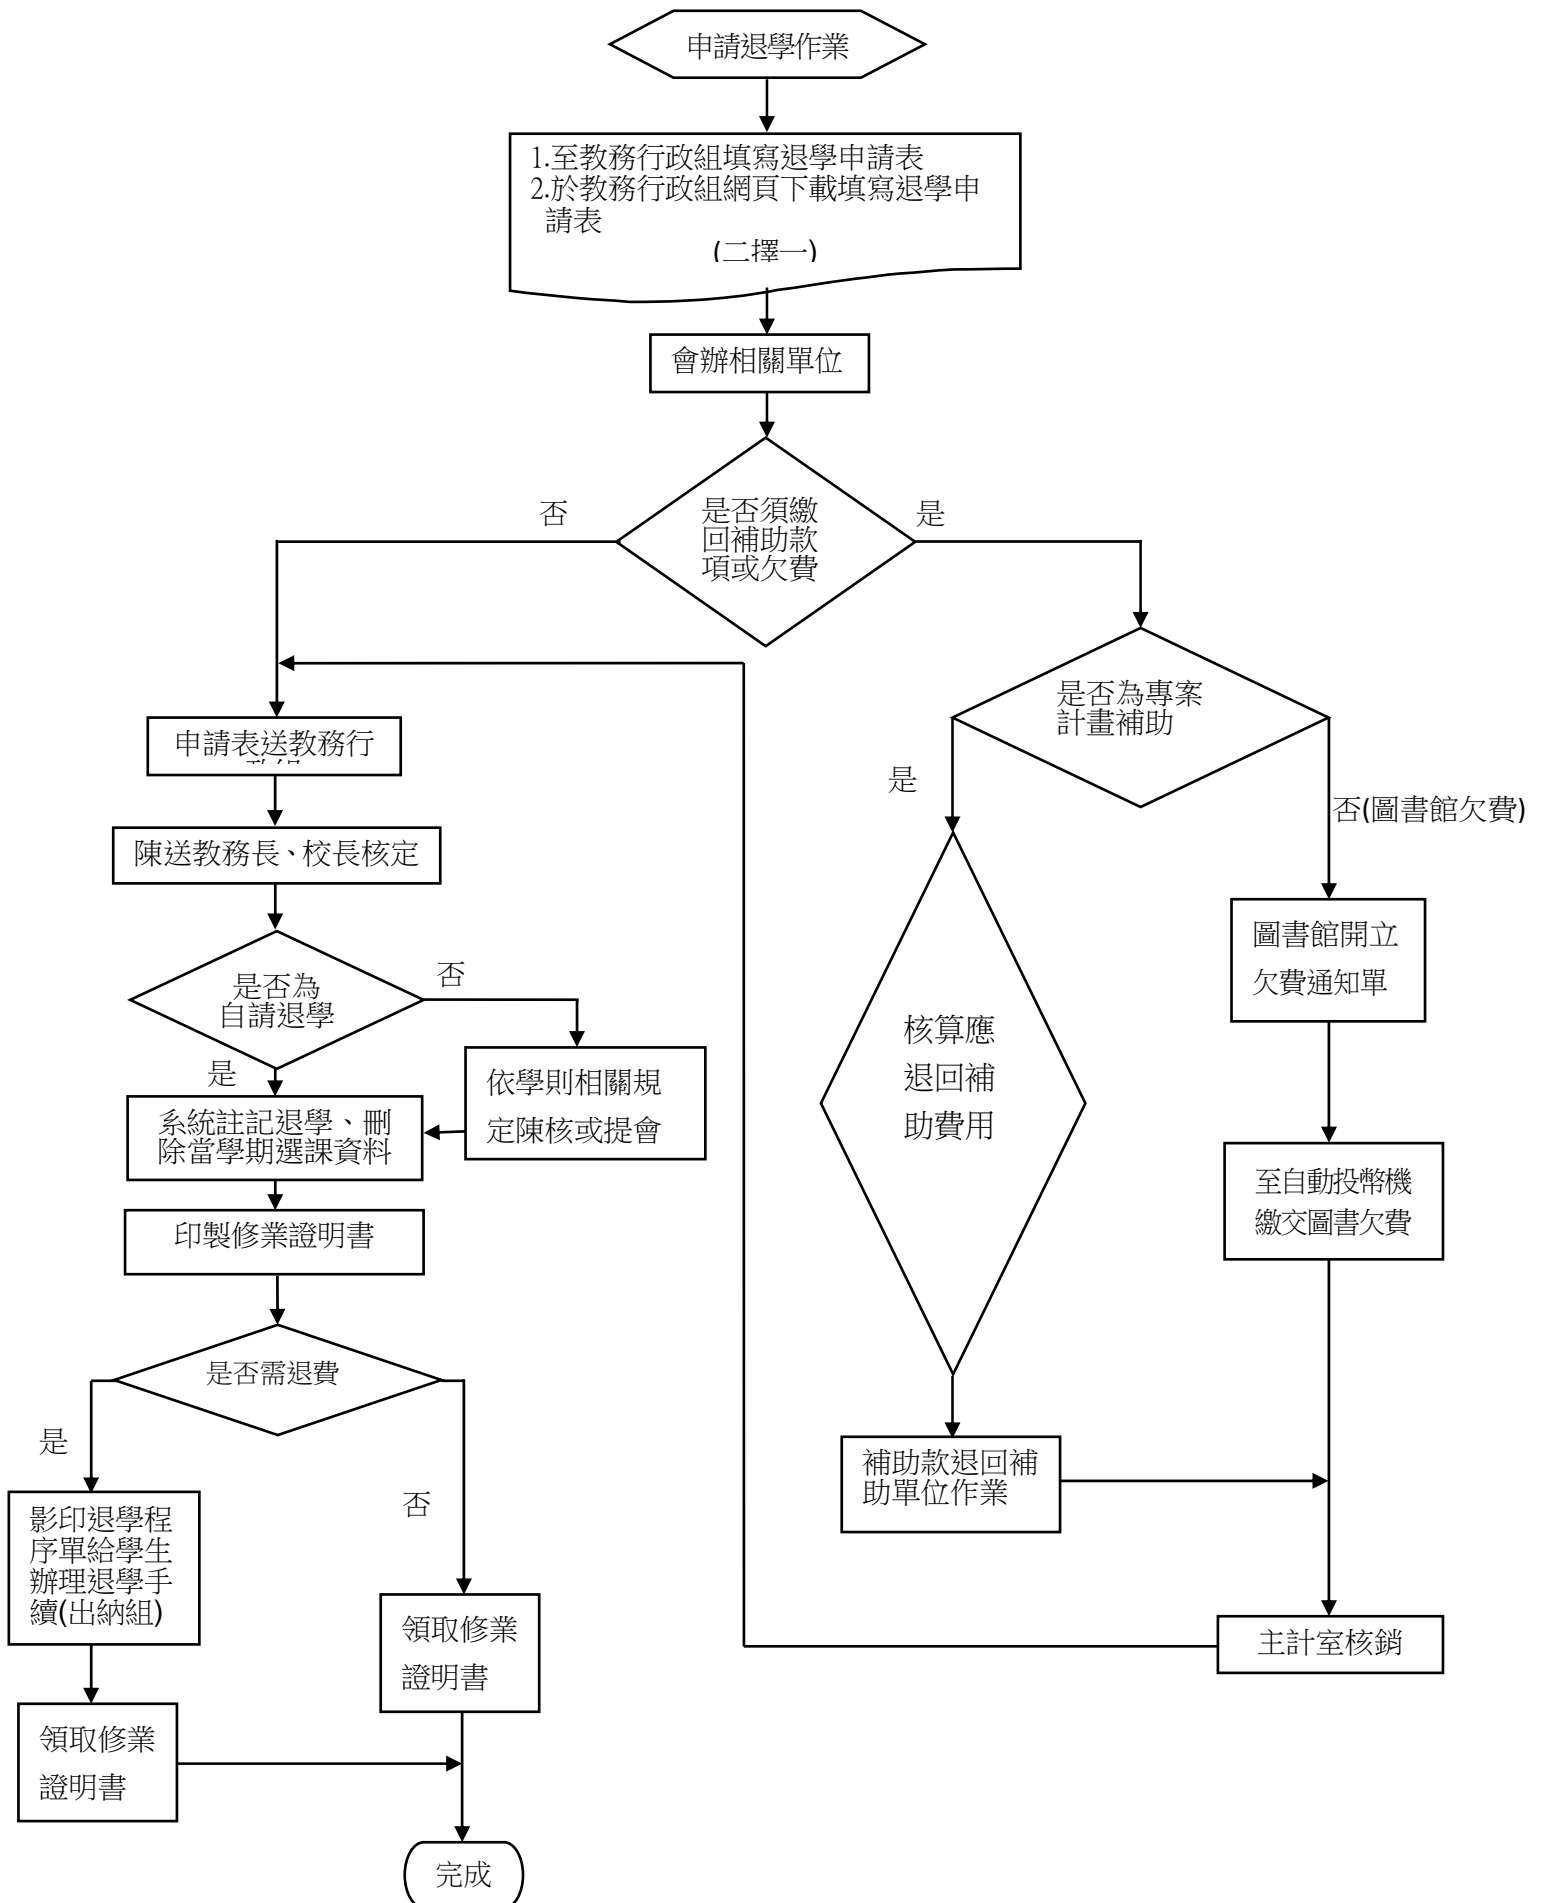 申請退學作業
1.至教務行政組填寫退學申請表
2.於教務行政組網頁下載填寫退學申
請表
(二擇一)
會辦相關單位
是否須繳
回補助款
項或欠費
否
是
是否為專案
計畫補助
是
否(圖書館欠費)
申請表送教務行
陳送教務長、校長核定
是否為
自請退學
否
是
依學則相關規
定陳核或提會
系統註記退學、刪
除當學期選課資料
印製修業證明書
是否需退費
是
否
影印退學程
序單給學生
辦理退學手
續(出納組)
領取修業
證明書
領取修業
證明書
完成
核算應
退回補
助費用
補助款退回補
助單位作業
圖書館開立
欠費通知單
至自動投幣機
繳交圖書欠費
主計室核銷